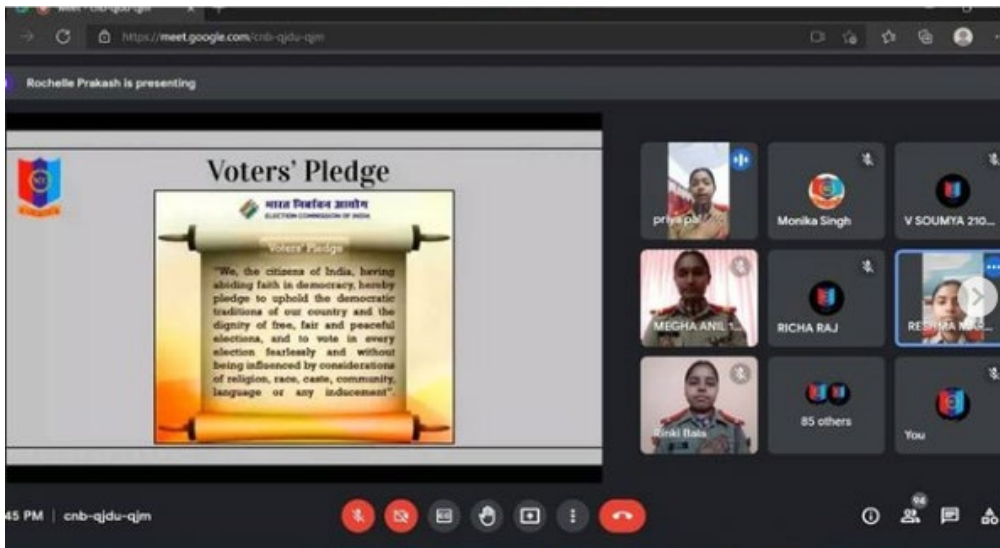 https://meet.google.com/cnb-qjdu-qjm
Rochelle Prakash is presenting
Voters' Pledge
भारत निर्वाचन आयोग
ELECTION COMMISSION OF INDIA
Voters' Pledge
"We, the citizens of India, having
abiding faith in democracy, hereby
pledge to uphold the democratic
traditions of our country and the
dignity of free, fair and peaceful
elections, and to vote in every
election fearlessly and without
being influenced by considerations
of religion, race, caste, community,
language or any inducement".
priya pal
Monika Singh
V SOUMYA 210...
MEGHA ANIL 1...
RICHA RAJ
RESHMA
Rinki Bala
85 others
You
45 PM | cnb-qjdu-qjm
94